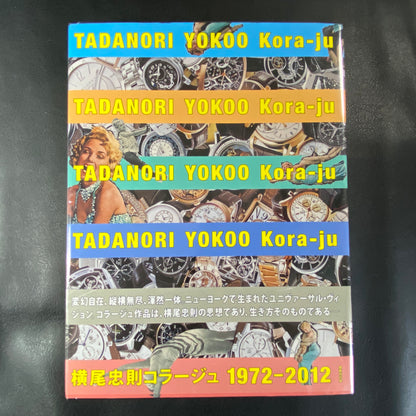 TADANORI YOKOO Kora-ju
TADANORI YOKOO Kora-ju
TADANORI YOKOO Kora-ju
TADANORI YOKOO Kora-ju
変幻自在、縦横無尽、渾然一体 ニューヨークで生まれたユニヴァーサル・ヴィ
ジョン・コラージュ作品は、横尾忠則の思想であり、生き方そのものである
横尾忠則コラージュ 1972-2012